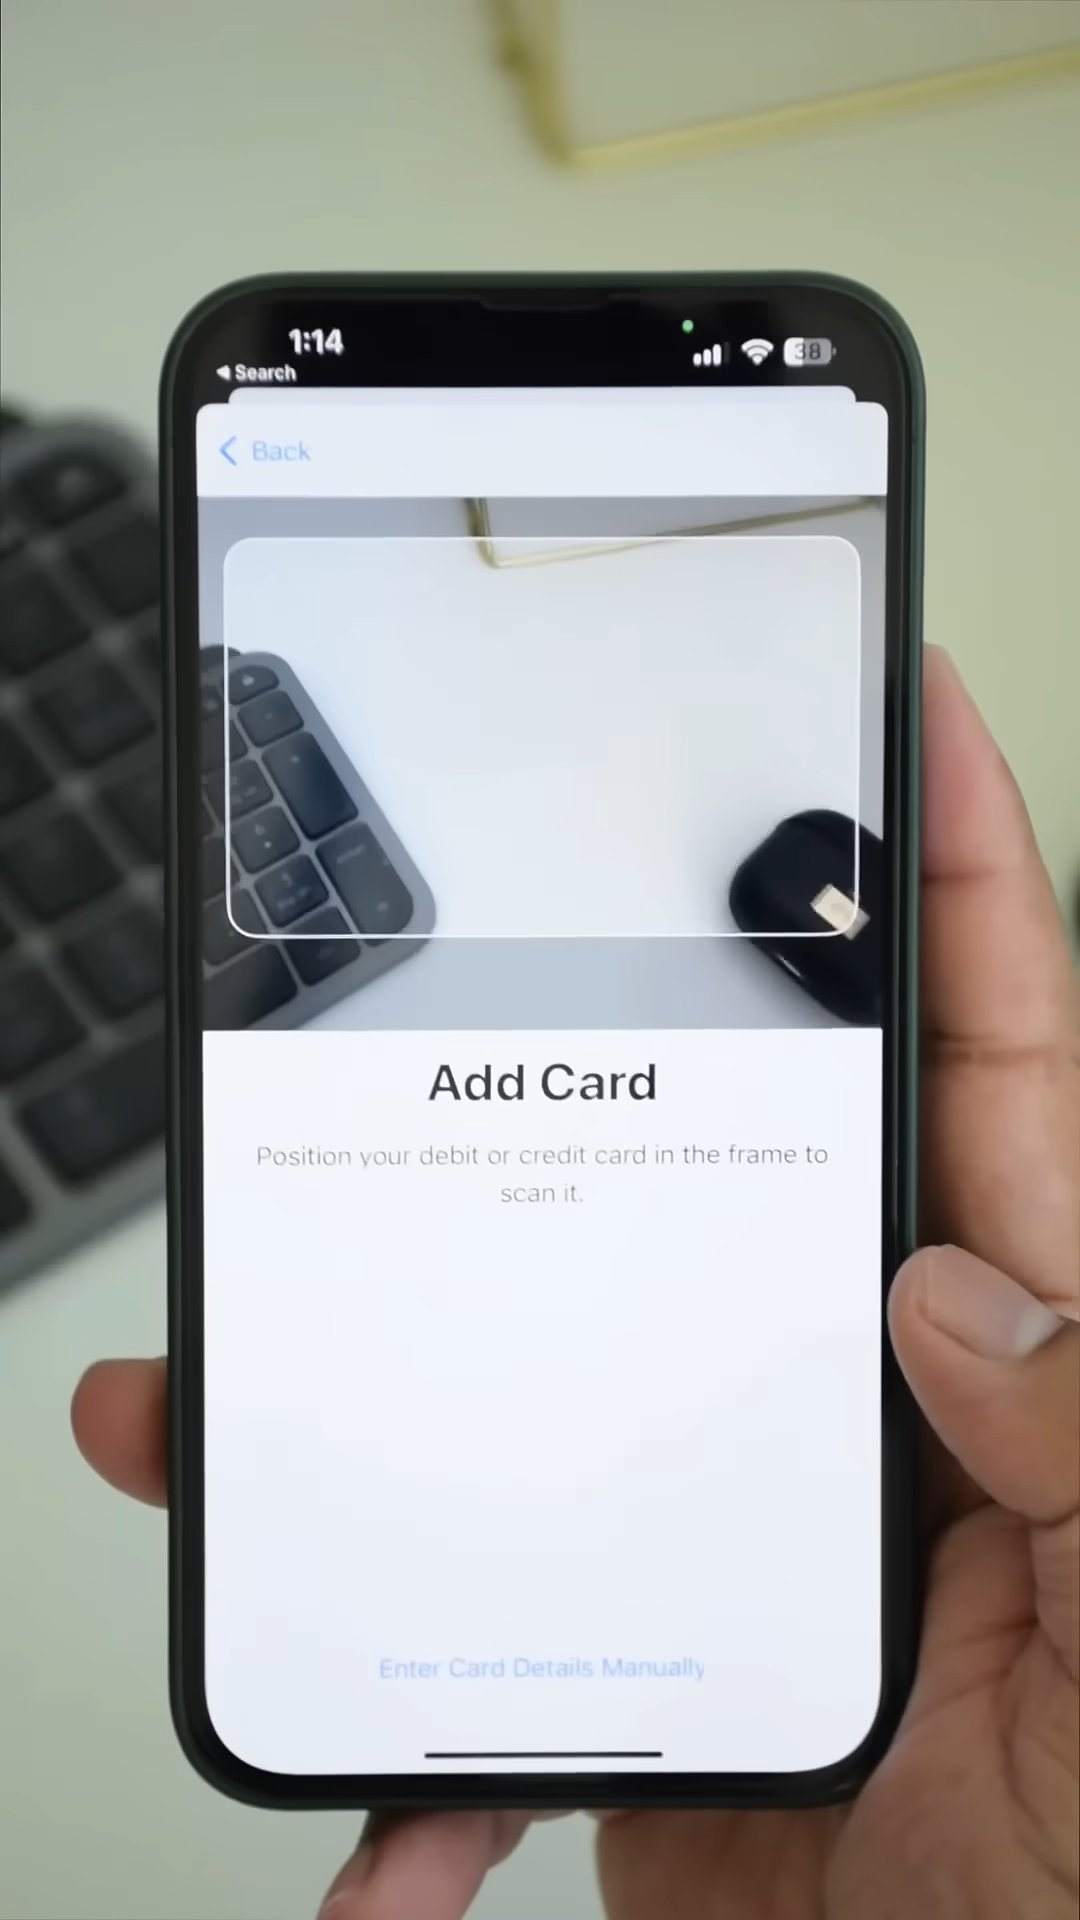 1:14
38
◀ Search
Back
Add Card
Position your debit or credit card in the frame to
scan it.
Enter Card Details Manually